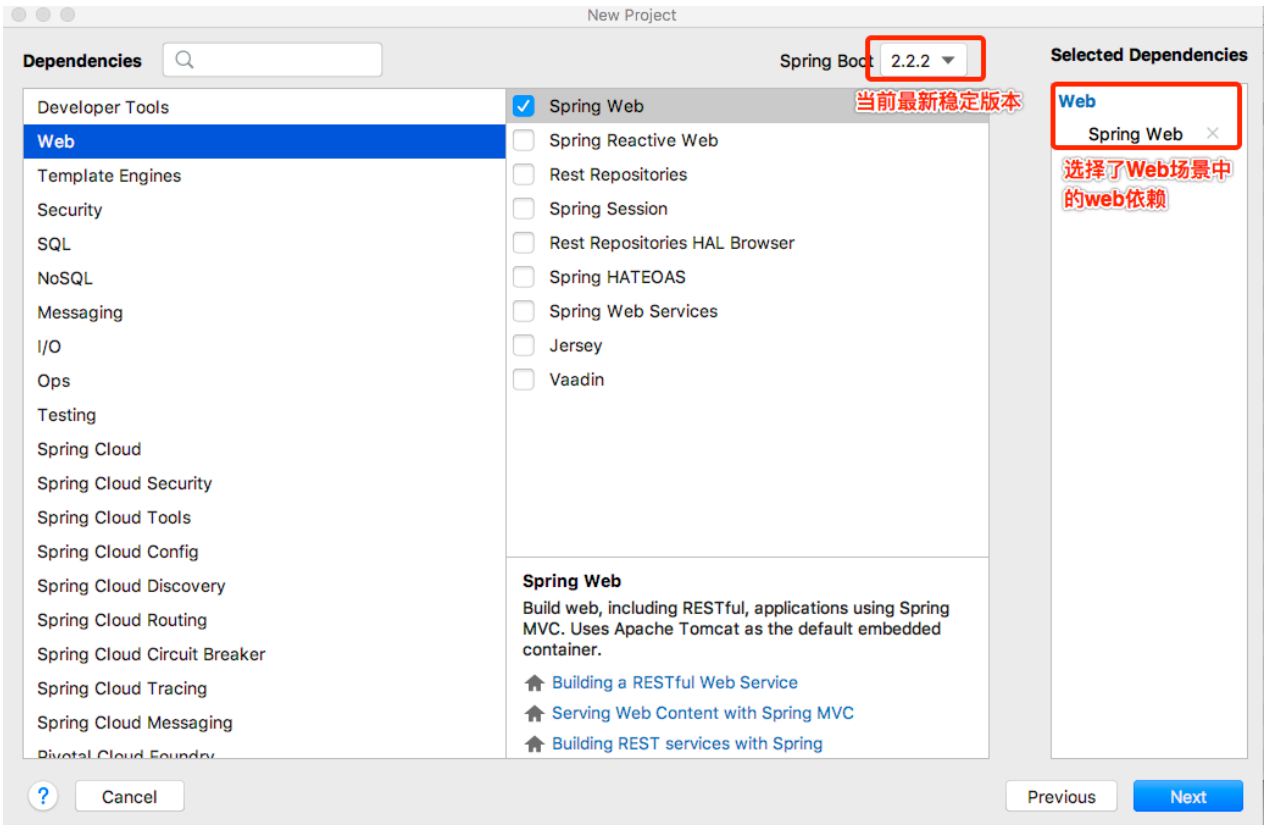 New Project
Dependencies
Spring Boot 2.2.2
Selected Dependencies
当前最新稳定版本
Developer Tools
Web
Template Engines
Security
SQL
NoSQL
Messaging
I/O
Ops
Testing
Spring Cloud
Spring Cloud Security
Spring Cloud Tools
Spring Cloud Config
Spring Cloud Discovery
Spring Cloud Routing
Spring Cloud Circuit Breaker
Spring Cloud Tracing
Spring Cloud Messaging
Pivotal Cloud Foundry
Spring Web
Spring Reactive Web
Rest Repositories
Spring Session
Rest Repositories HAL Browser
Spring HATEOAS
Spring Web Services
Jersey
Vaadin
Spring Web
Build web, including RESTful, applications using Spring
MVC. Uses Apache Tomcat as the default embedded
container.
Building a RESTful Web Service
Serving Web Content with Spring MVC
Building REST services with Spring
Web
Spring Web ×
选择了Web场景中
的web依赖
?
Cancel
Previous
Next